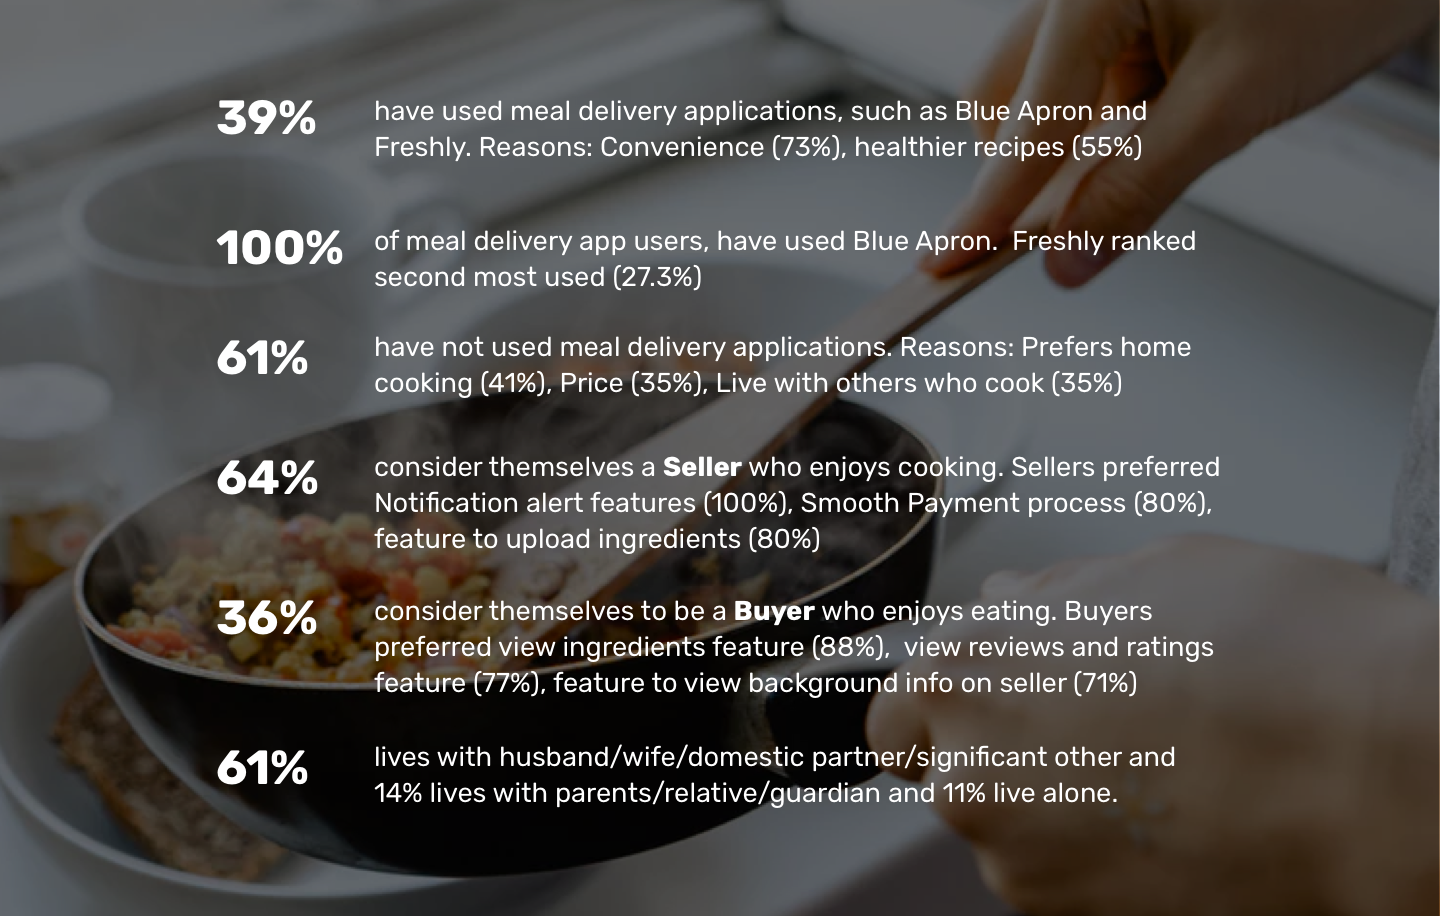 39% have used meal delivery applications, such as Blue Apron and
Freshly. Reasons: Convenience (73%), healthier recipes (55%)
100% of meal delivery app users, have used Blue Apron.  Freshly ranked
second most used (27.3%)
61% have not used meal delivery applications. Reasons: Prefers home
cooking (41%), Price (35%), Live with others who cook (35%)
64% consider themselves a Seller who enjoys cooking. Sellers preferred
Notification alert features (100%), Smooth Payment process (80%),
feature to upload ingredients (80%)
36% consider themselves to be a Buyer who enjoys eating. Buyers
preferred view ingredients feature (88%),  view reviews and ratings
feature (77%), feature to view background info on seller (71%)
61% lives with husband/wife/domestic partner/significant other and
14% lives with parents/relative/guardian and 11% live alone.